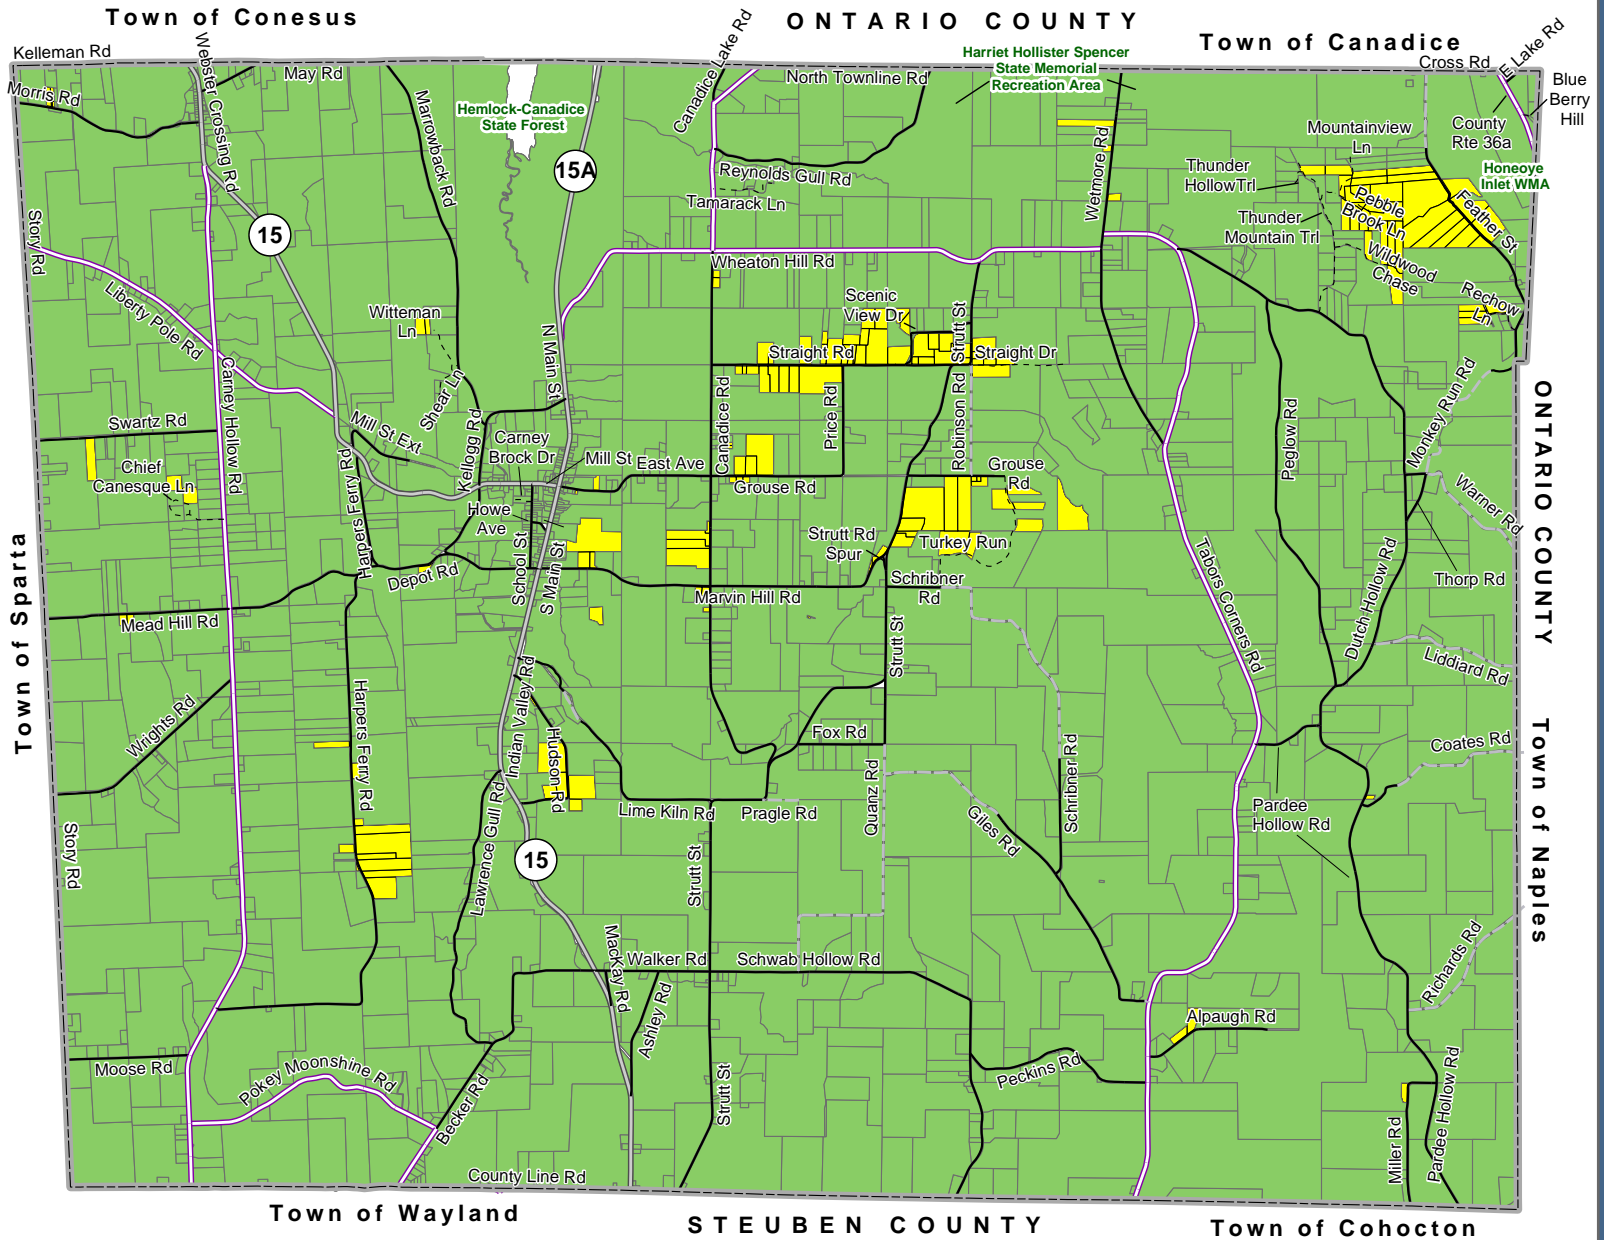 Town of Conesus
ONTARIO COUNTY
Town of Canadice
Kelleman Rd
May Rd
Morris Rd
Webster Crossing Rd
Marrowback Rd
Hemlock-Canadice
State Forest
15A
Canadice Lake Rd
North Townline Rd
Harriet Hollister Spencer
State Memorial
Recreation Area
Cross Rd
E Lake Rd
Blue
Berry
Hill
County
Rte 36a
Mountainview
Ln
Honeoye
Inlet WMA
Reynolds Gull Rd
Tamarack Ln
Wetmore Rd
Thunder
HollowTrl
Thunder
Mountain Trl
Pebble
Brook Ln
Feather St
Wildwood
Chase
Rechow
Ln
Story Rd
15
Liberty Pole Rd
Wheaton Hill Rd
Scenic
View Dr
Witteman
Ln
N Main St
Straight Rd
Strutt St
Straight Dr
Shear Ln
Carney Hollow Rd
Canadice Rd
Price Rd
Robinson Rd
Peglow Rd
Monkey Run Rd
ONTARIO COUNTY
Swartz Rd
Mill St Ext
Kellogg Rd
Carney
Brock Dr
Mill St
East Ave
Chief
Canesque Ln
Grouse Rd
Grouse
Rd
Warner Rd
Harpers Ferry Rd
Howe
Ave
School St
S Main St
Strutt Rd
Spur
Turkey Run
Tabors Corners Rd
Dutch Hollow Rd
Thorp Rd
Town of Sparta
Depot Rd
Marvin Hill Rd
Schribner
Rd
Mead Hill Rd
Strutt St
Liddiard Rd
Wrights Rd
Harpers Ferry Rd
Indian Valley Rd
Hudson Rd
Fox Rd
Coates Rd
Town of Naples
Lime Kiln Rd
Pragle Rd
Quanz Rd
Giles Rd
Schribner Rd
Pardee
Hollow Rd
Story Rd
Lawrence Gull Rd
15
Strutt St
Mackay Rd
Walker Rd
Schwab Hollow Rd
Richards Rd
Ashley Rd
Alpaugh Rd
Moose Rd
Pokey Moonshine Rd
Becker Rd
Strutt St
Peckins Rd
Miller Rd
Pardee Hollow Rd
County Line Rd
Town of Wayland
STEUBEN COUNTY
Town of Cohocton